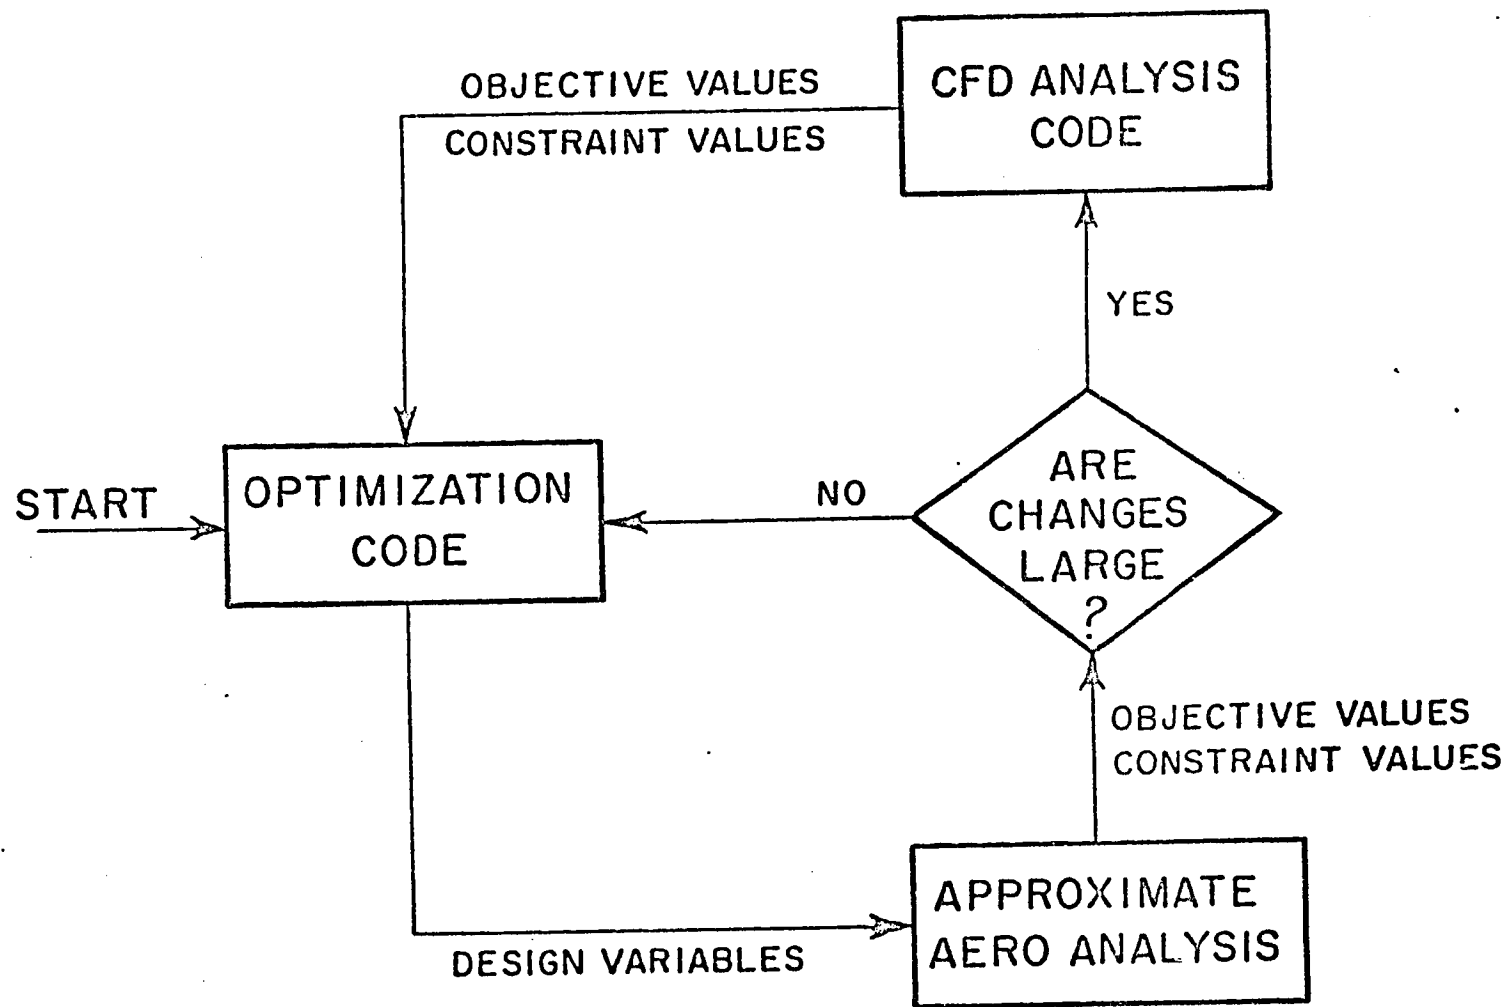 OBJECTIVE VALUES
CONSTRAINT VALUES
CFD ANALYSIS
CODE
YES
START
OPTIMIZATION
CODE
NO
ARE
CHANGES
LARGE
?
OBJECTIVE VALUES
CONSTRAINT VALUES
DESIGN VARIABLES
APPROXIMATE
AERO ANALYSIS